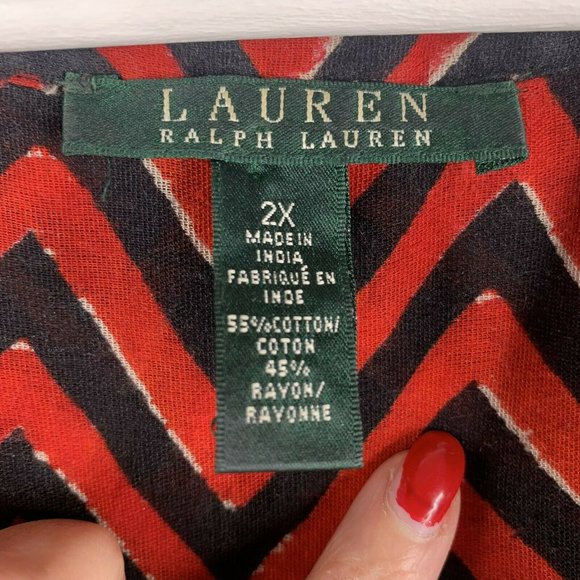 LAUREN
RALPH LAUREN
2X
MADE IN
INDIA
FABRIQUÉ EN
INDE
55%COTTON/
COTON
45%
RAYON/
RAYONNE